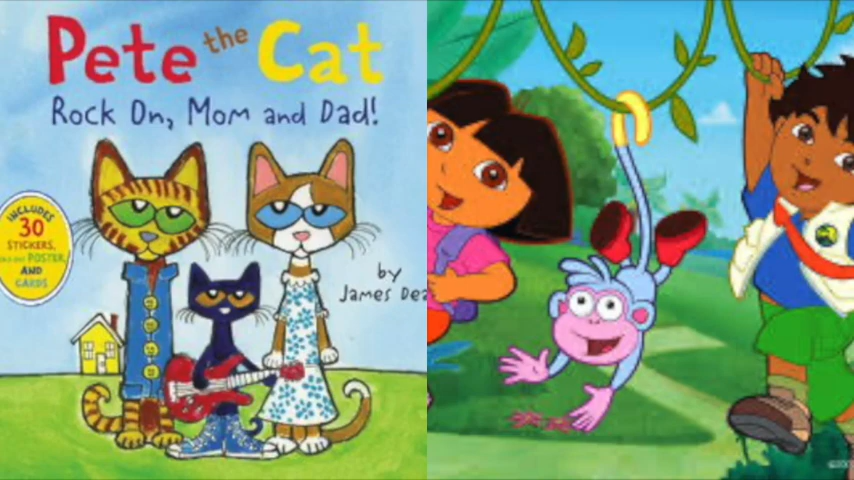 Pete the Cat
Rock On, Mom and Dad!
INCLUDES
30
STICKERS,
POSTER,
AND
CARDS
by
James